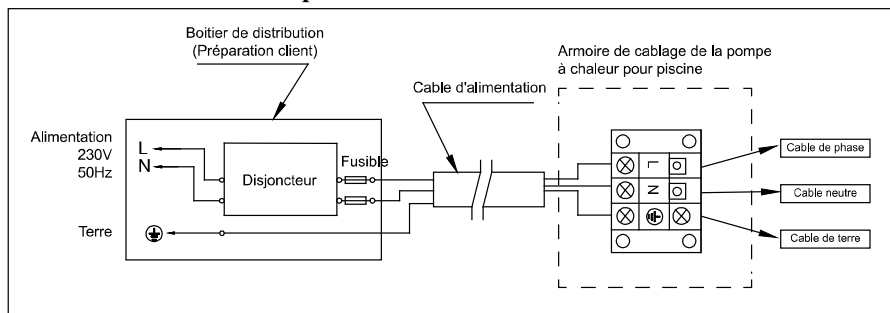 Boitier de distribution
(Préparation client)
Armoire de cablage de la pompe
à chaleur pour piscine
Cable d'alimentation
Alimentation
230V
50Hz
L
N
Disjoncteur
Fusible
Terre
L
N
Cable de phase
Cable neutre
Cable de terre